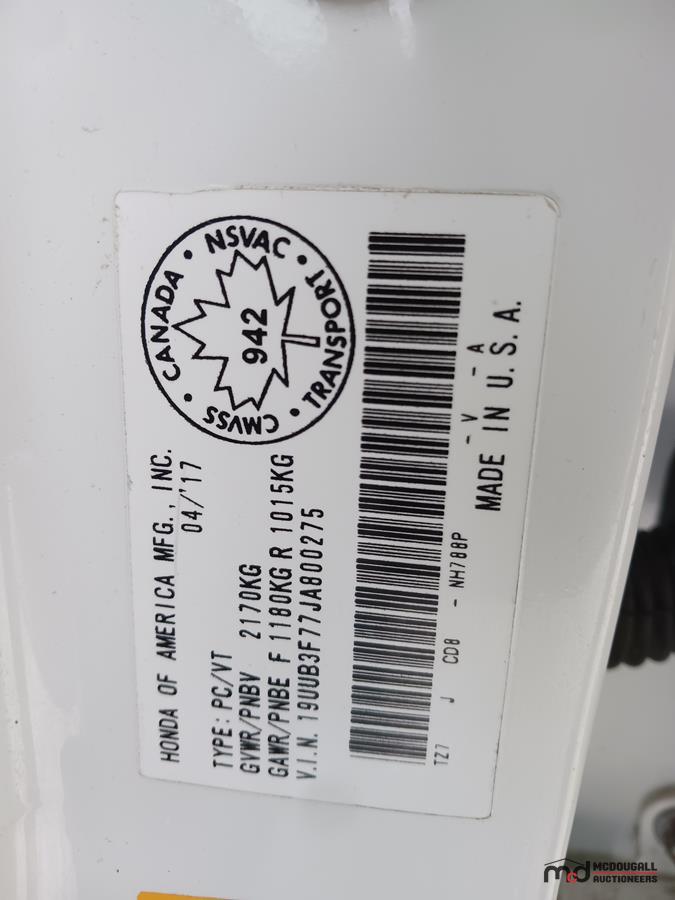 HONDA OF AMERICA MFG., INC.
04/'17
TYPE: PC/VT
GVWR/PNBV 2170KG
GAWR/PNBE F 1180KG R 1015KG
V.I.N. 19UUB3F77JA800275
CANADA • NSVAC • TRANSPORT • CMVSS •
942
TZ7 J CD8 - NH788P - V - A
MADE IN U.S.A.
mcd MCDOUGALL
AUCTIONEERS